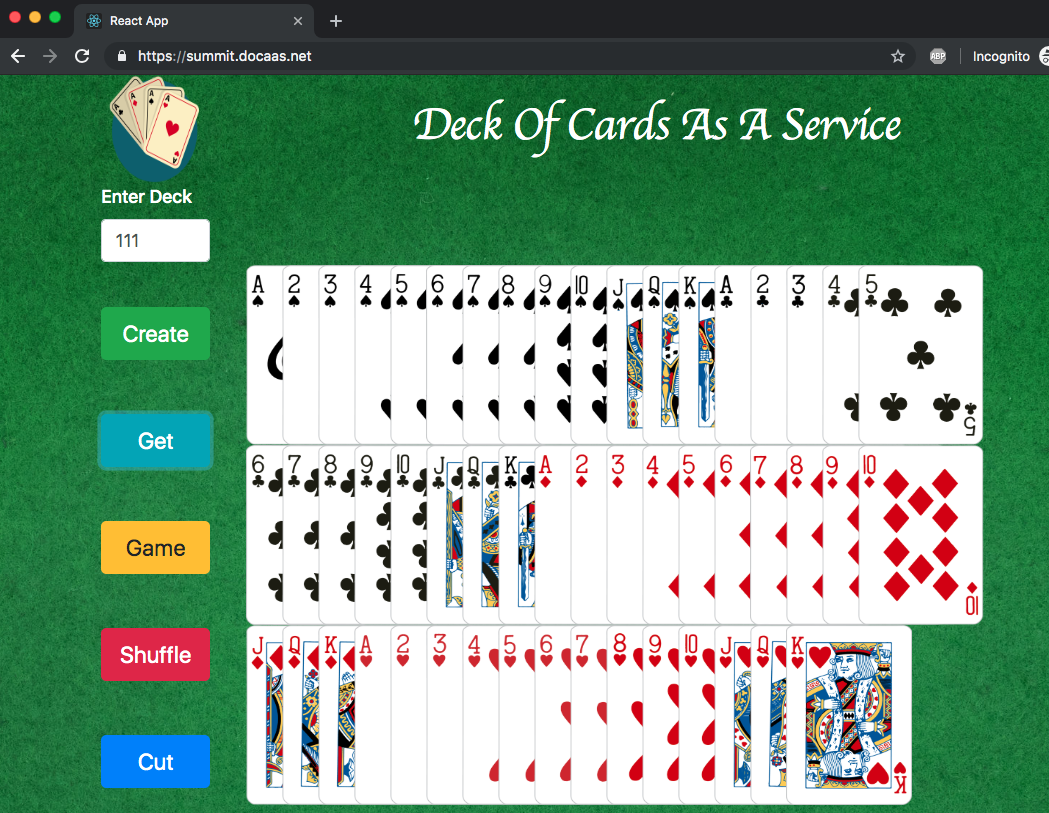 React App
https://summit.docaas.net
ABP
Incognito
Deck Of Cards As A Service
A A A A
A
Enter Deck
111
Create
Get
Game
Shuffle
Cut
A 2 3 4 5 6 7 8 9 10 J Q K A 2 3 4 5
5
6 7 8 9 10 J Q K A 2 3 4 5 6 7 8 9 10
10
J Q K A 2 3 4 5 6 7 8 9 10 J Q K
K